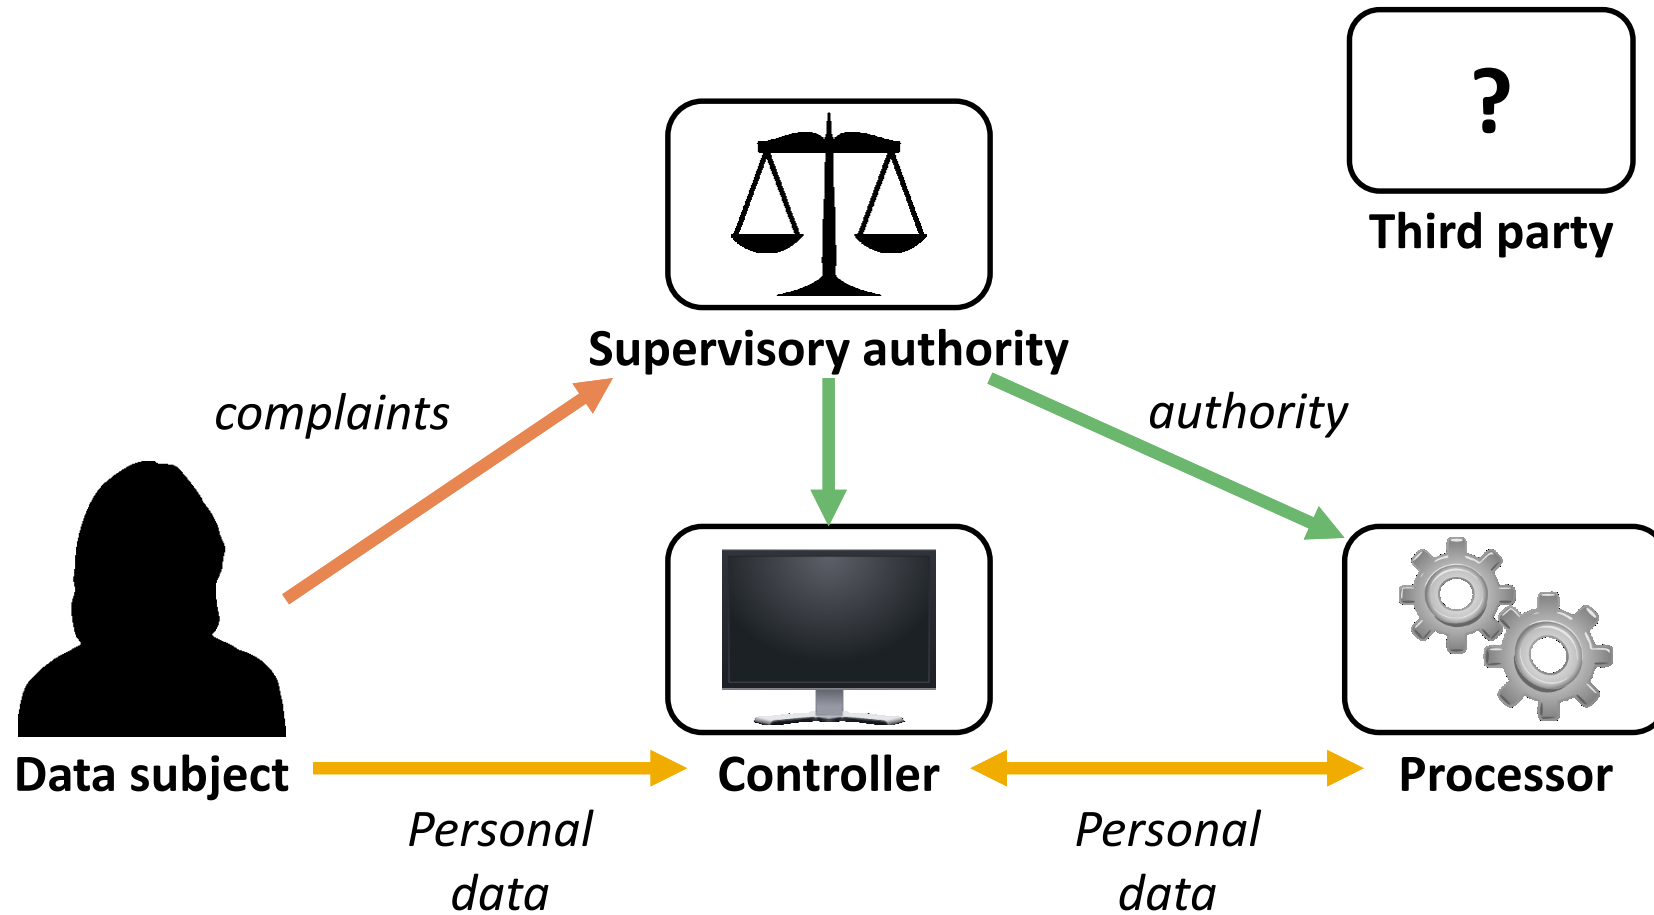 ?
Third party
Supervisory authority
complaints
authority
Data subject
Controller
Processor
Personal
data
Personal
data